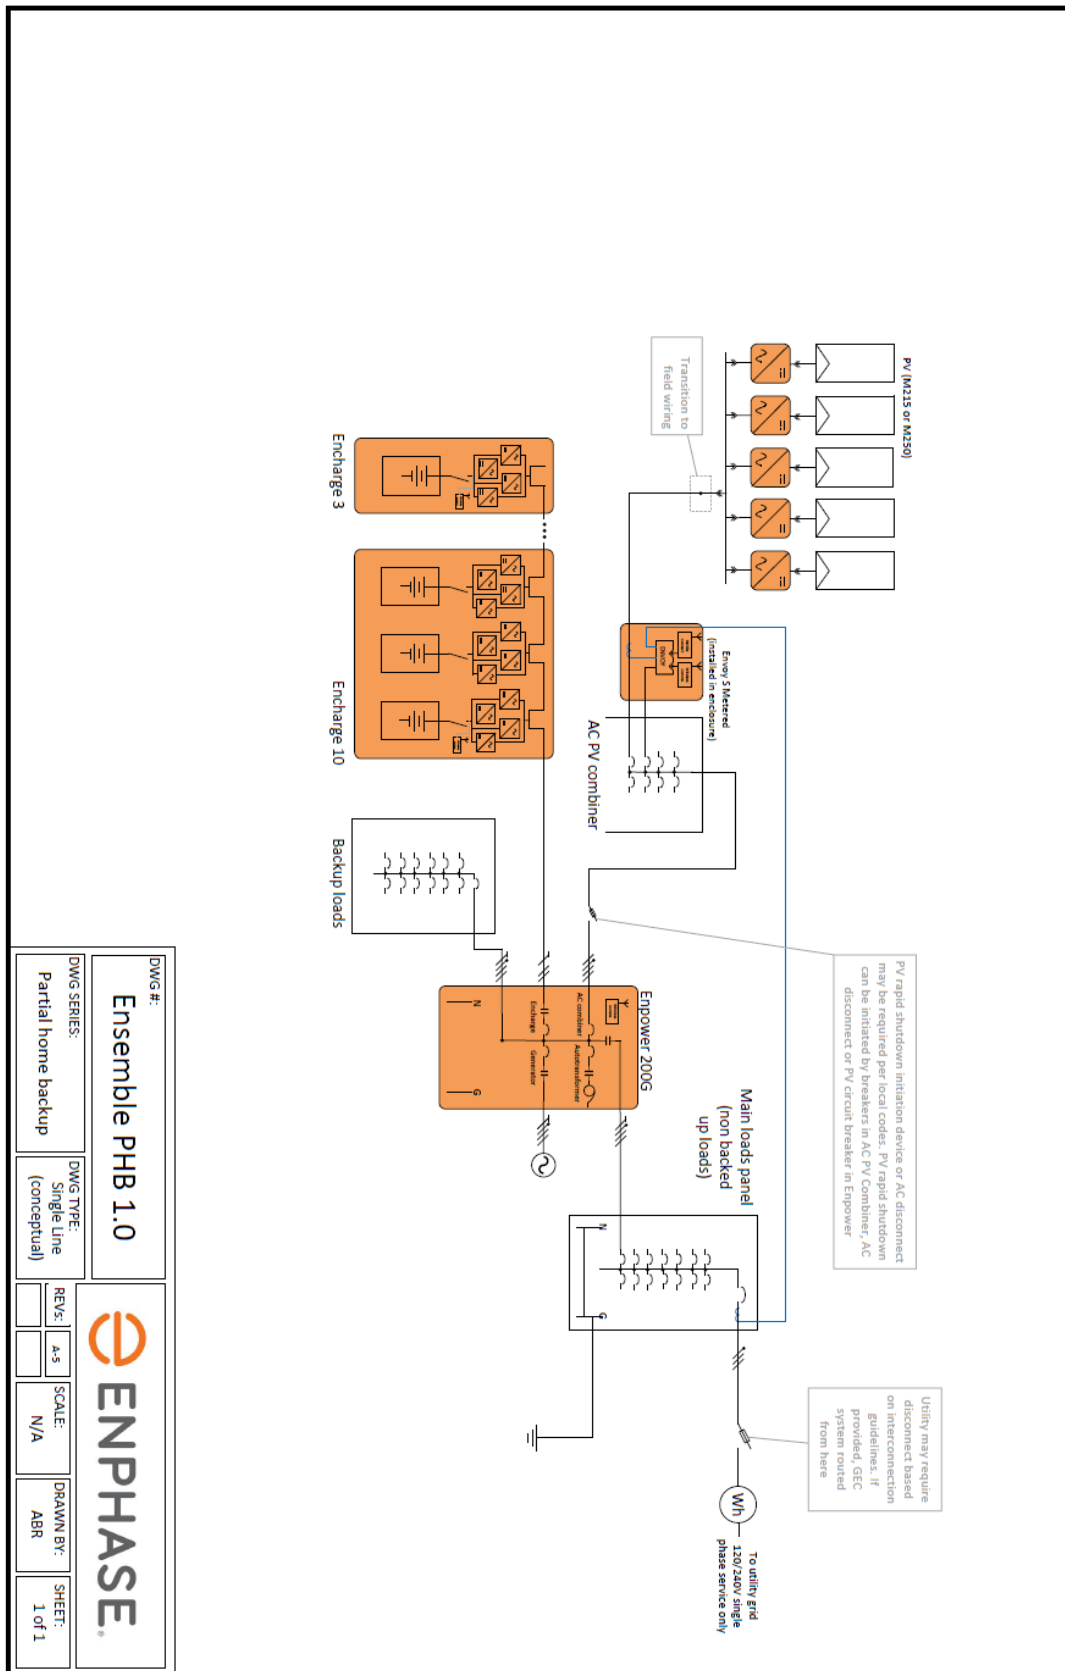 PV (M215 or M250)
Transition to
field wiring
Envoy S Metered
(installed in enclosure)
ENVOY
AC PV combiner
Encharge 3
Encharge 10
Backup loads
PV rapid shutdown initiation device or AC disconnect
may be required per local codes. PV rapid shutdown
can be initiated by breakers in AC PV Combiner, AC
disconnect or PV circuit breaker in Enpower
Enpower 200G
AC combiner
Autotransformer
Encharge
Generator
N
G
Main loads panel
(non backed
up loads)
N
G
Utility may require
disconnect based
on interconnection
guidelines. If
provided, GEC
system routed
from here
Wh
To utility grid
120/240V single
phase service only
DWG #:
Ensemble PHB 1.0
DWG SERIES:
Partial home backup
DWG TYPE:
Single Line
(conceptual)
ENPHASE®
REVs:
A-5
SCALE:
N/A
DRAWN BY:
ABR
SHEET:
1 of 1